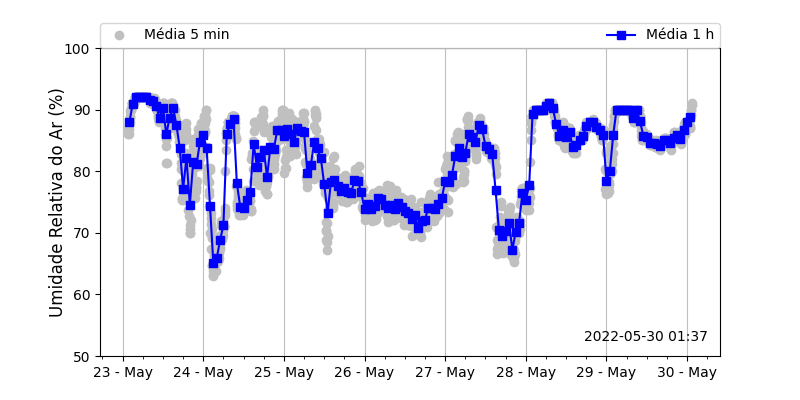 Média 5 min
Média 1 h
Umidade Relativa do Ar (%)
100
90
80
70
60
50
2022-05-30 01:37
23 - May
24 - May
25 - May
26 - May
27 - May
28 - May
29 - May
30 - May